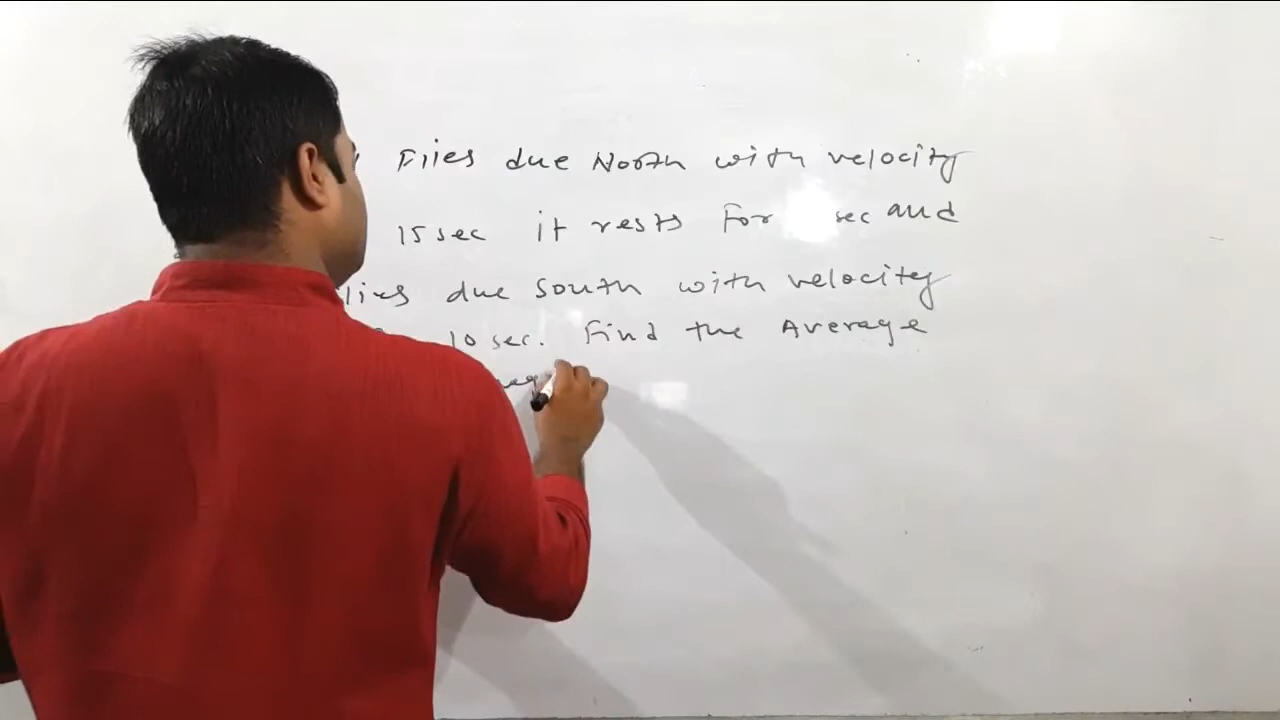 Flies due North with velocity
15 sec it rests For sec and
lies due south with velocity
10 sec. Find the Average